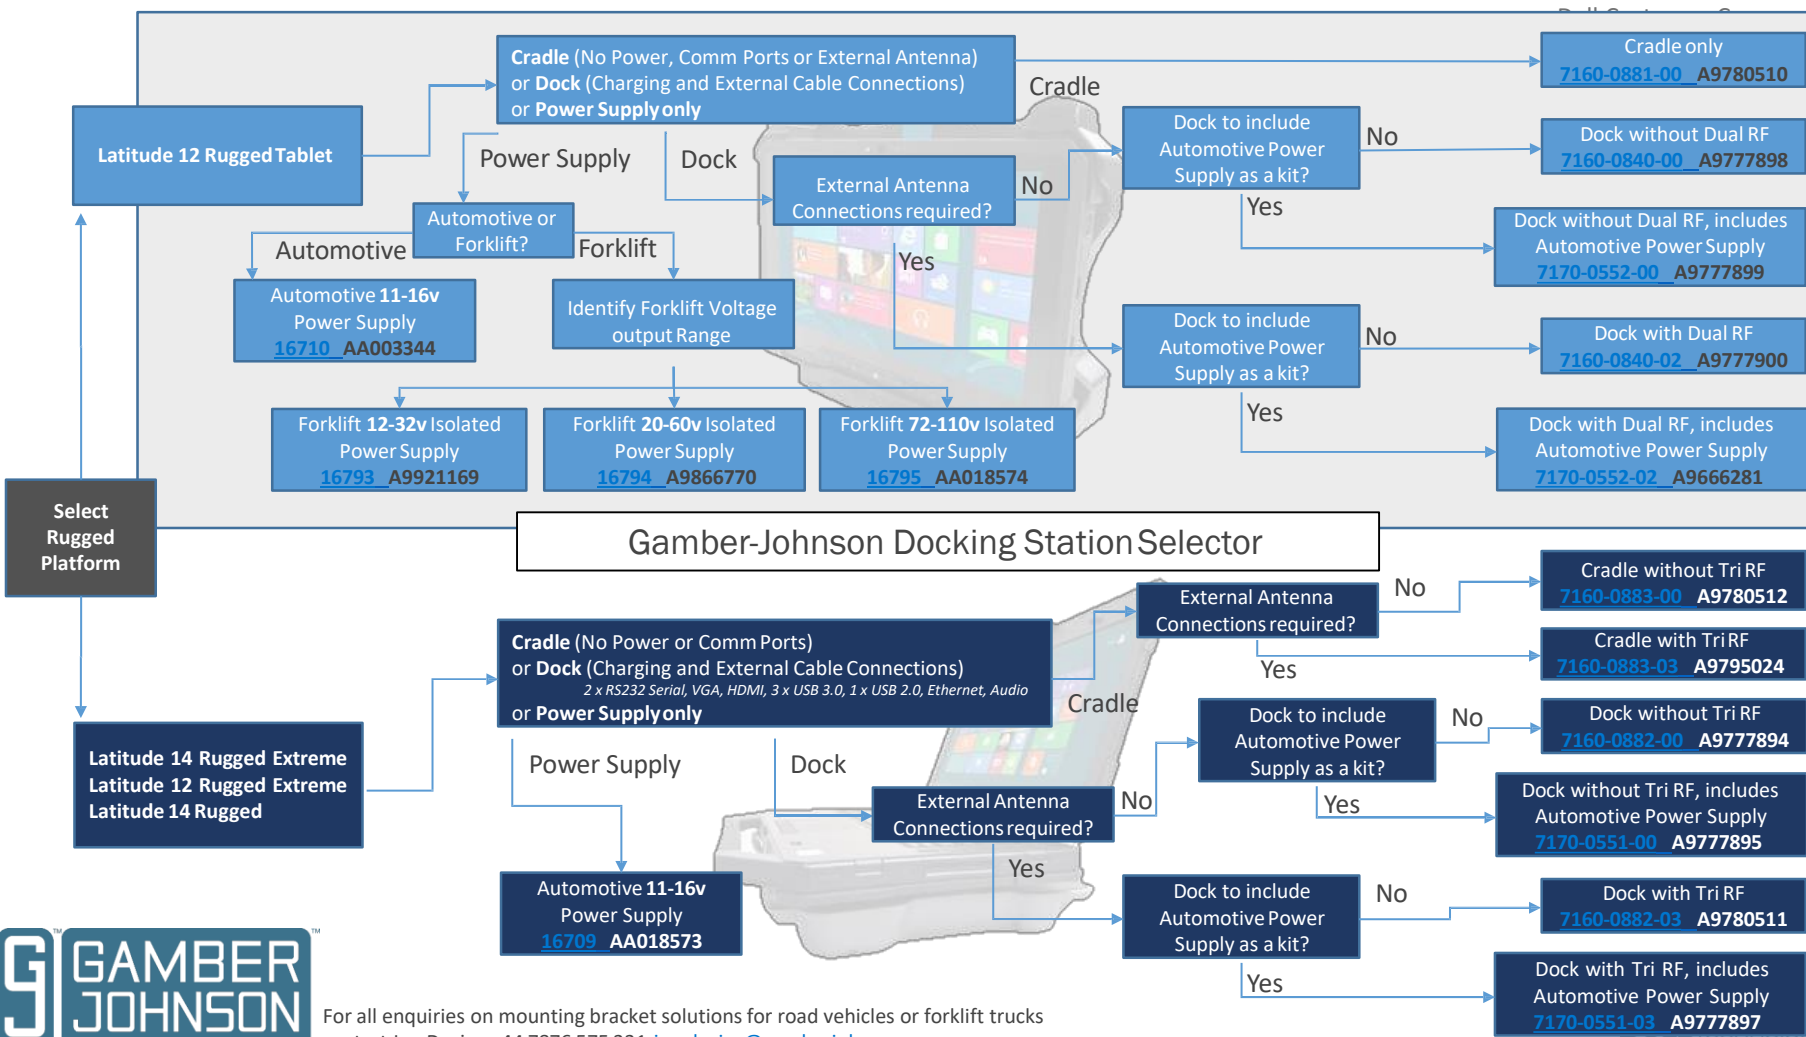 Cradle (No Power, Comm Ports or External Antenna)
or Dock (Charging and External Cable Connections)
or Power Supply only
Cradle
Cradle only
7160-0881-00 A9780510
Latitude 12 Rugged Tablet
Power Supply
Dock
External Antenna
Connections required?
No
Dock to include
Automotive Power
Supply as a kit?
No
Dock without Dual RF
7160-0840-00 A9777898
Yes
Dock without Dual RF, includes
Automotive Power Supply
7170-0552-00 A9777899
Automotive or
Forklift?
Automotive
Forklift
Yes
Automotive 11-16v
Power Supply
16710 AA003344
Identify Forklift Voltage
output Range
Dock to include
Automotive Power
Supply as a kit?
No
Dock with Dual RF
7160-0840-02 A9777900
Yes
Dock with Dual RF, includes
Automotive Power Supply
7170-0552-02 A9666281
Forklift 12-32v Isolated
Power Supply
16793 A9921169
Forklift 20-60v Isolated
Power Supply
16794 A9866770
Forklift 72-110v Isolated
Power Supply
16795 AA018574
Select
Rugged
Platform
Gamber-Johnson Docking Station Selector
Cradle (No Power or Comm Ports)
or Dock (Charging and External Cable Connections)
2 x RS232 Serial, VGA, HDMI, 3 x USB 3.0, 1 x USB 2.0, Ethernet, Audio
or Power Supply only
Cradle
External Antenna
Connections required?
No
Cradle without Tri RF
7160-0883-00 A9780512
Yes
Cradle with Tri RF
7160-0883-03 A9795024
Latitude 14 Rugged Extreme
Latitude 12 Rugged Extreme
Latitude 14 Rugged
Power Supply
Dock
External Antenna
Connections required?
No
Dock to include
Automotive Power
Supply as a kit?
No
Dock without Tri RF
7160-0882-00 A9777894
Yes
Dock without Tri RF, includes
Automotive Power Supply
7170-0551-00 A9777895
Automotive 11-16v
Power Supply
16709 AA018573
Yes
Dock to include
Automotive Power
Supply as a kit?
No
Dock with Tri RF
7160-0882-03 A9780511
Yes
Dock with Tri RF, includes
Automotive Power Supply
7170-0551-03 A9777897
GAMBER
JOHNSON
TM
TM
For all enquiries on mounting bracket solutions for road vehicles or forklift trucks